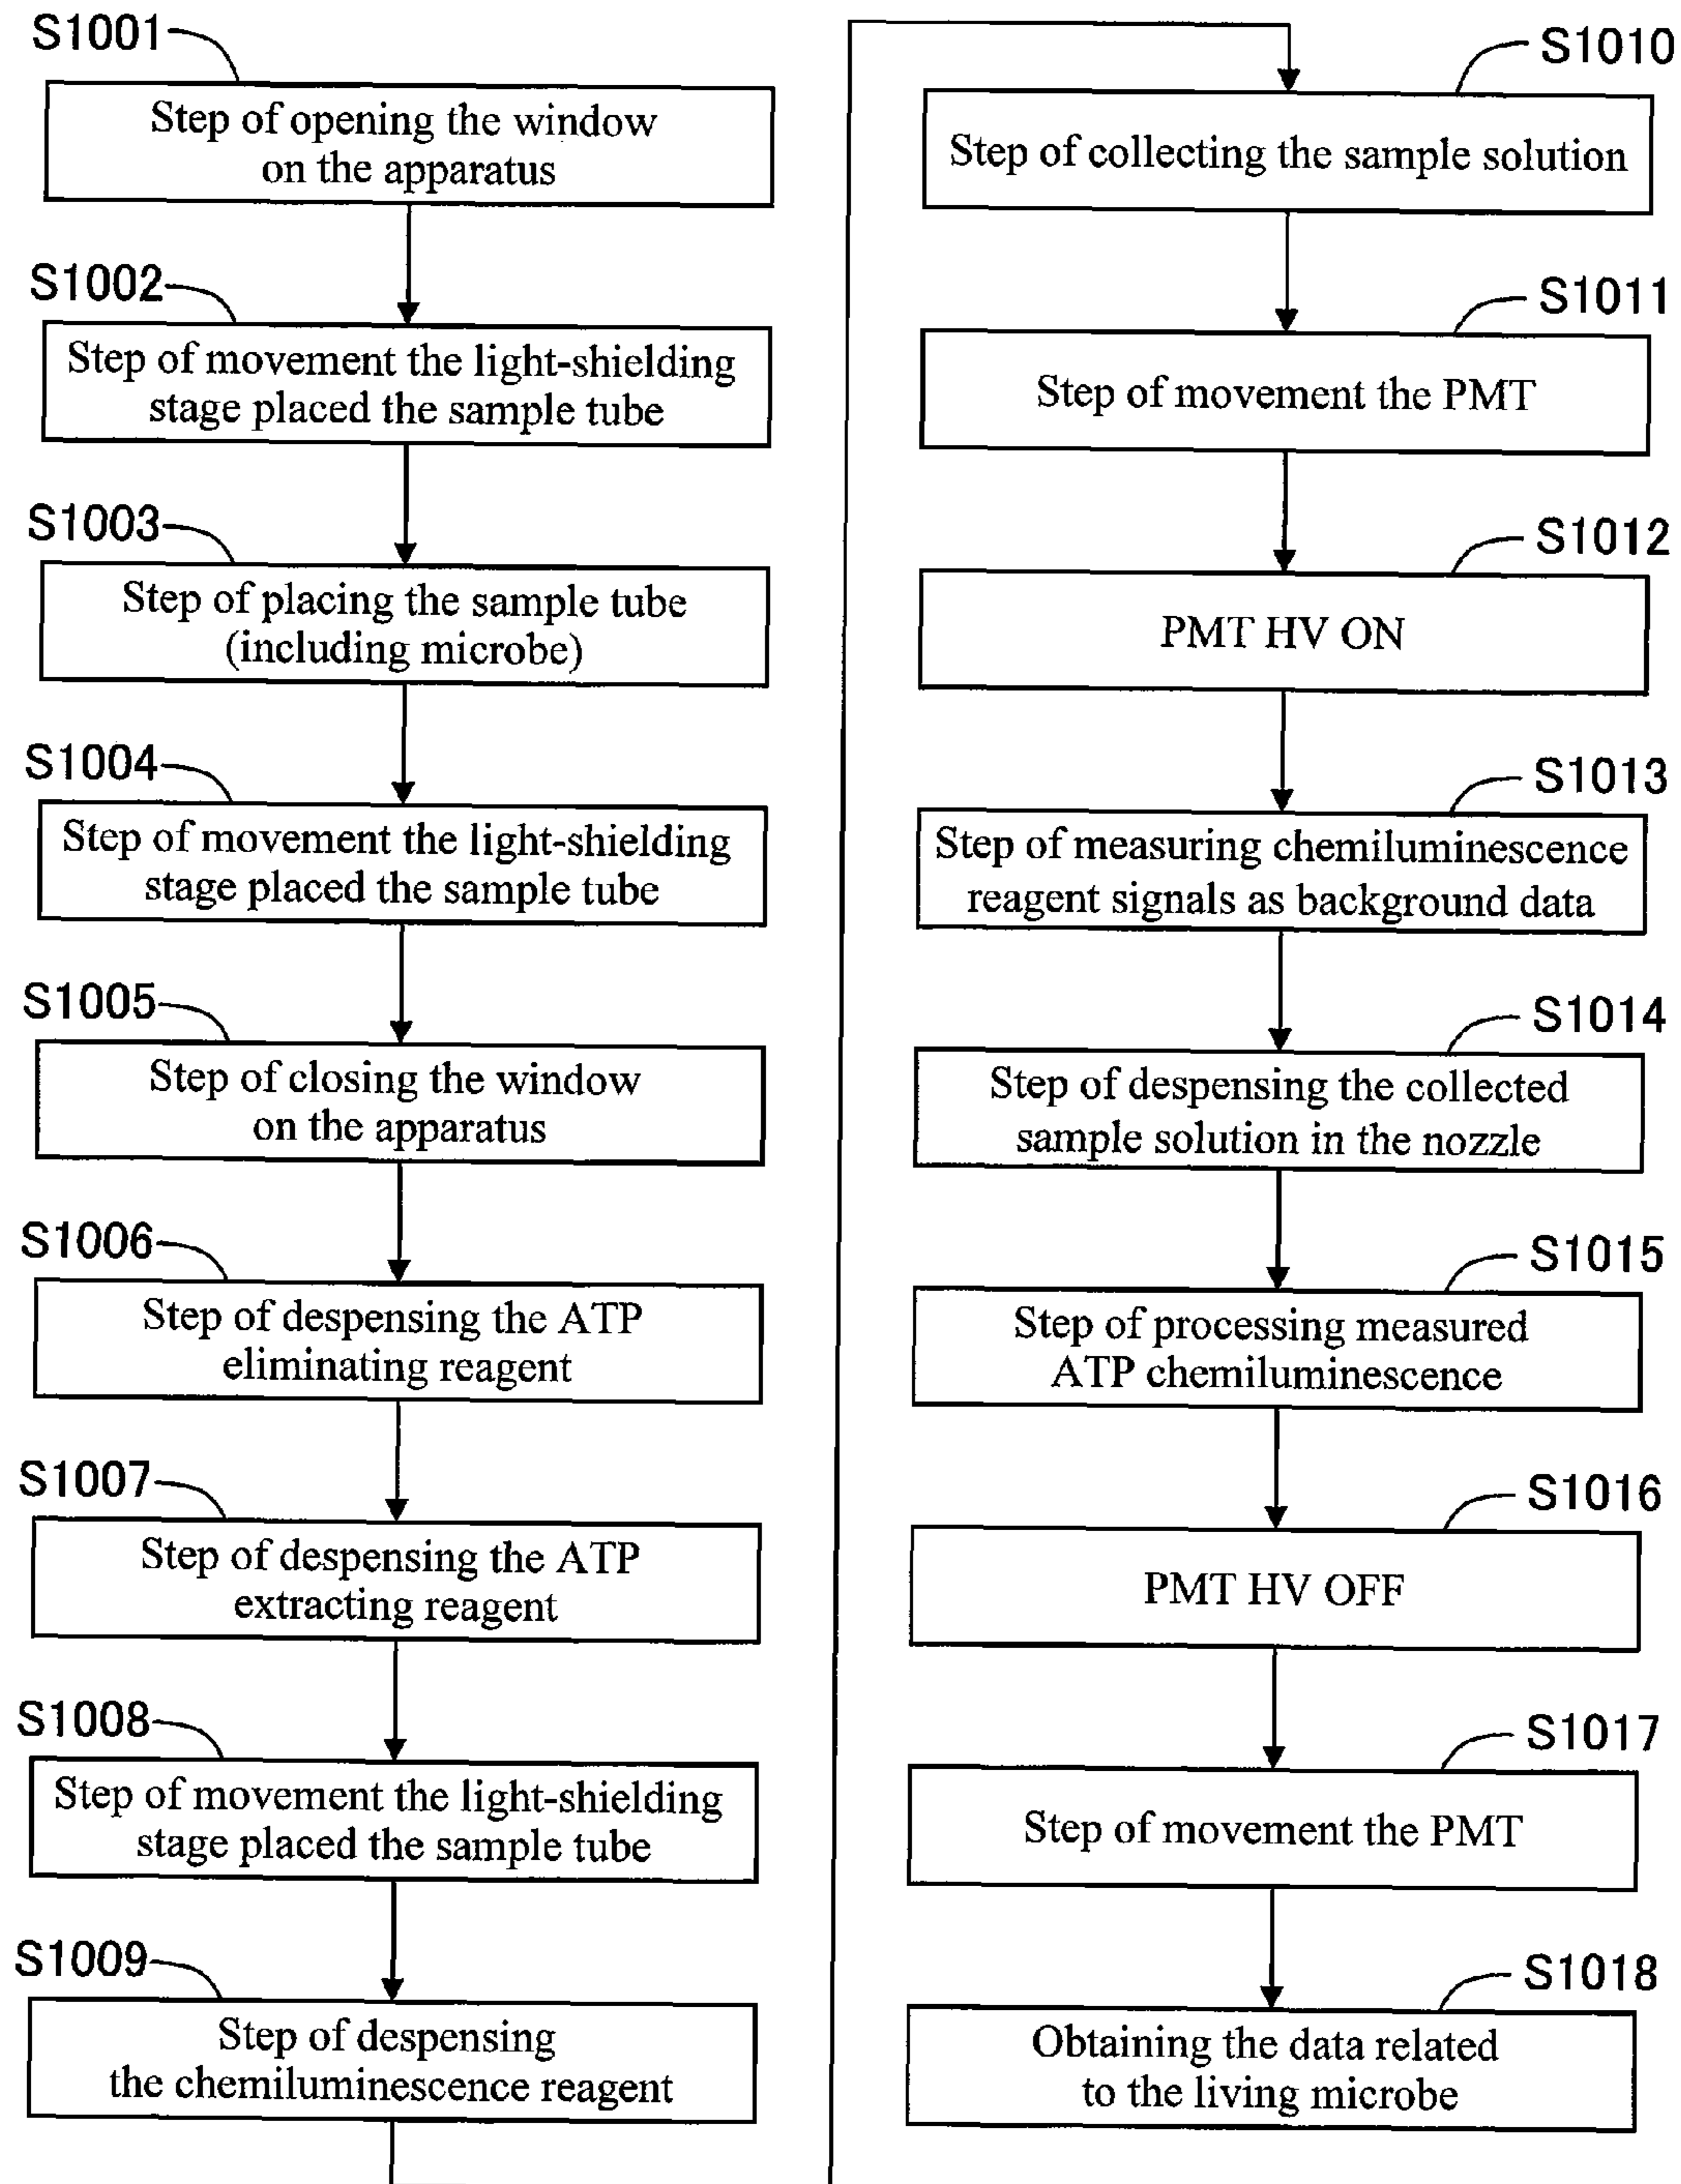 S1001
Step of opening the window
on the apparatus
S1002
Step of movement the light-shielding
stage placed the sample tube
S1003
Step of placing the sample tube
(including microbe)
S1004
Step of movement the light-shielding
stage placed the sample tube
S1005
Step of closing the window
on the apparatus
S1006
Step of despensing the ATP
eliminating reagent
S1007
Step of despensing the ATP
extracting reagent
S1008
Step of movement the light-shielding
stage placed the sample tube
S1009
Step of despensing
the chemiluminescence reagent
S1010
Step of collecting the sample solution
S1011
Step of movement the PMT
S1012
PMT HV ON
S1013
Step of measuring chemiluminescence
reagent signals as background data
S1014
Step of despensing the collected
sample solution in the nozzle
S1015
Step of processing measured
ATP chemiluminescence
S1016
PMT HV OFF
S1017
Step of movement the PMT
S1018
Obtaining the data related
to the living microbe